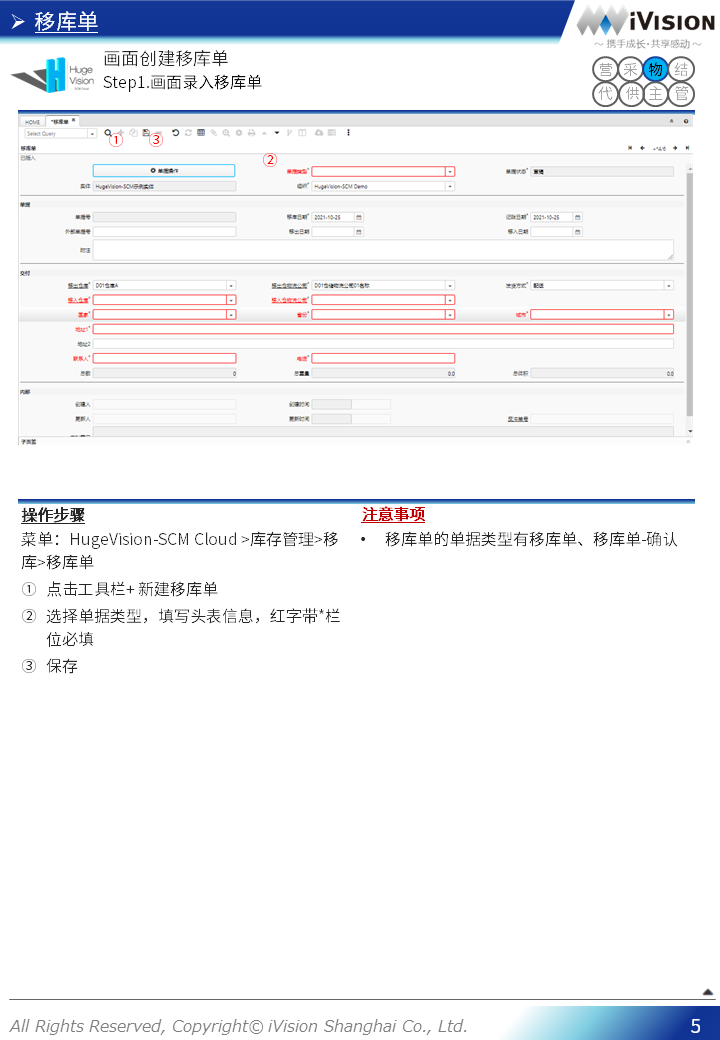 移库单
iVision
～ 携手成长·共享感动 ～
Huge
Vision
画面创建移库单
Step1.画面录入移库单
营 采 物 结
代 供 主 管
HOME *移库单
Select Query
① ③
移库单
已插入
②
单据操作 单据类型* 单据状态* 草稿
实体 HugeVision-SCM示例实体 组织* HugeVision-SCM Demo
单据
单据号 移库日期* 2021-10-25 记账日期* 2021-10-25
外部单据号 移出日期 移入日期
附注
交付
移出仓库* D01仓库A 移出仓物流公司* D01仓储物流公司01名称 发货方式* 配送
移入仓库* 移入仓物流公司*
国家* 省份* 城市*
地址1*
地址2
联系人* 电话*
总数 0 总重量 0.0 总体积 0.0
内部
创建人 创建时间
更新人 更新时间
子页签
操作步骤
菜单：HugeVision-SCM Cloud >库存管理>移
库>移库单
① 点击工具栏+ 新建移库单
② 选择单据类型，填写头表信息，红字带*栏
位必填
③ 保存
注意事项
• 移库单的单据类型有移库单、移库单-确认
All Rights Reserved, Copyright© iVision Shanghai Co., Ltd.
5